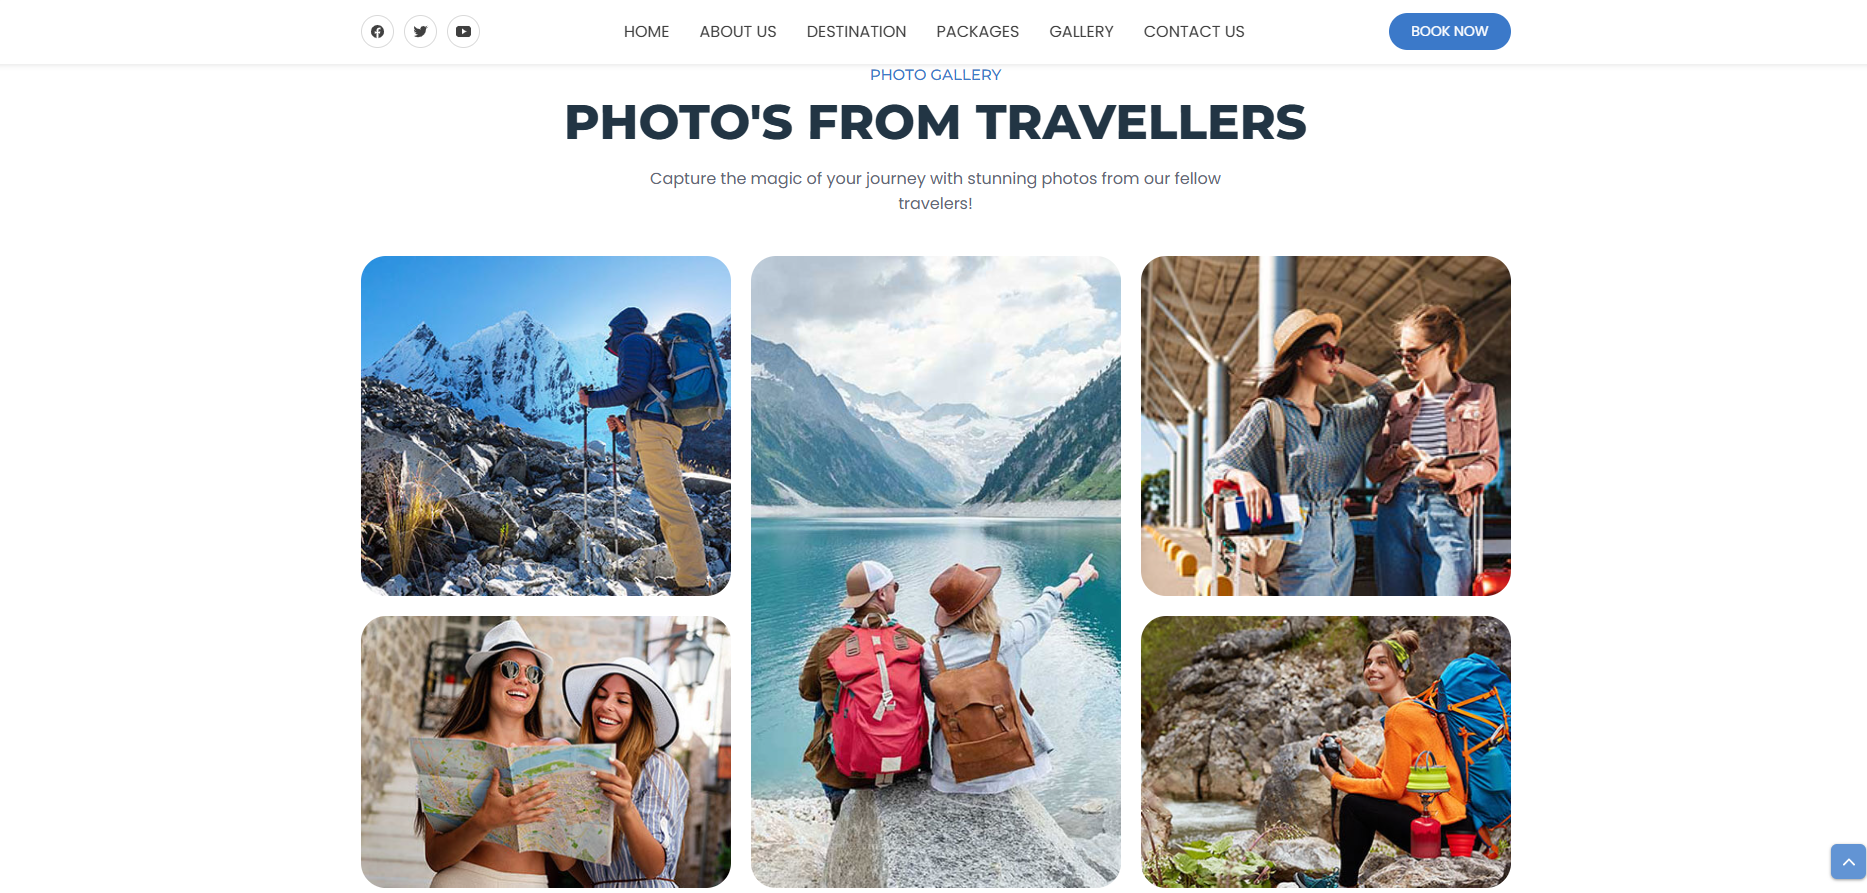 HOME ABOUT US DESTINATION PACKAGES GALLERY CONTACT US BOOK NOW
PHOTO GALLERY
PHOTO'S FROM TRAVELLERS
Capture the magic of your journey with stunning photos from our fellow
travelers!